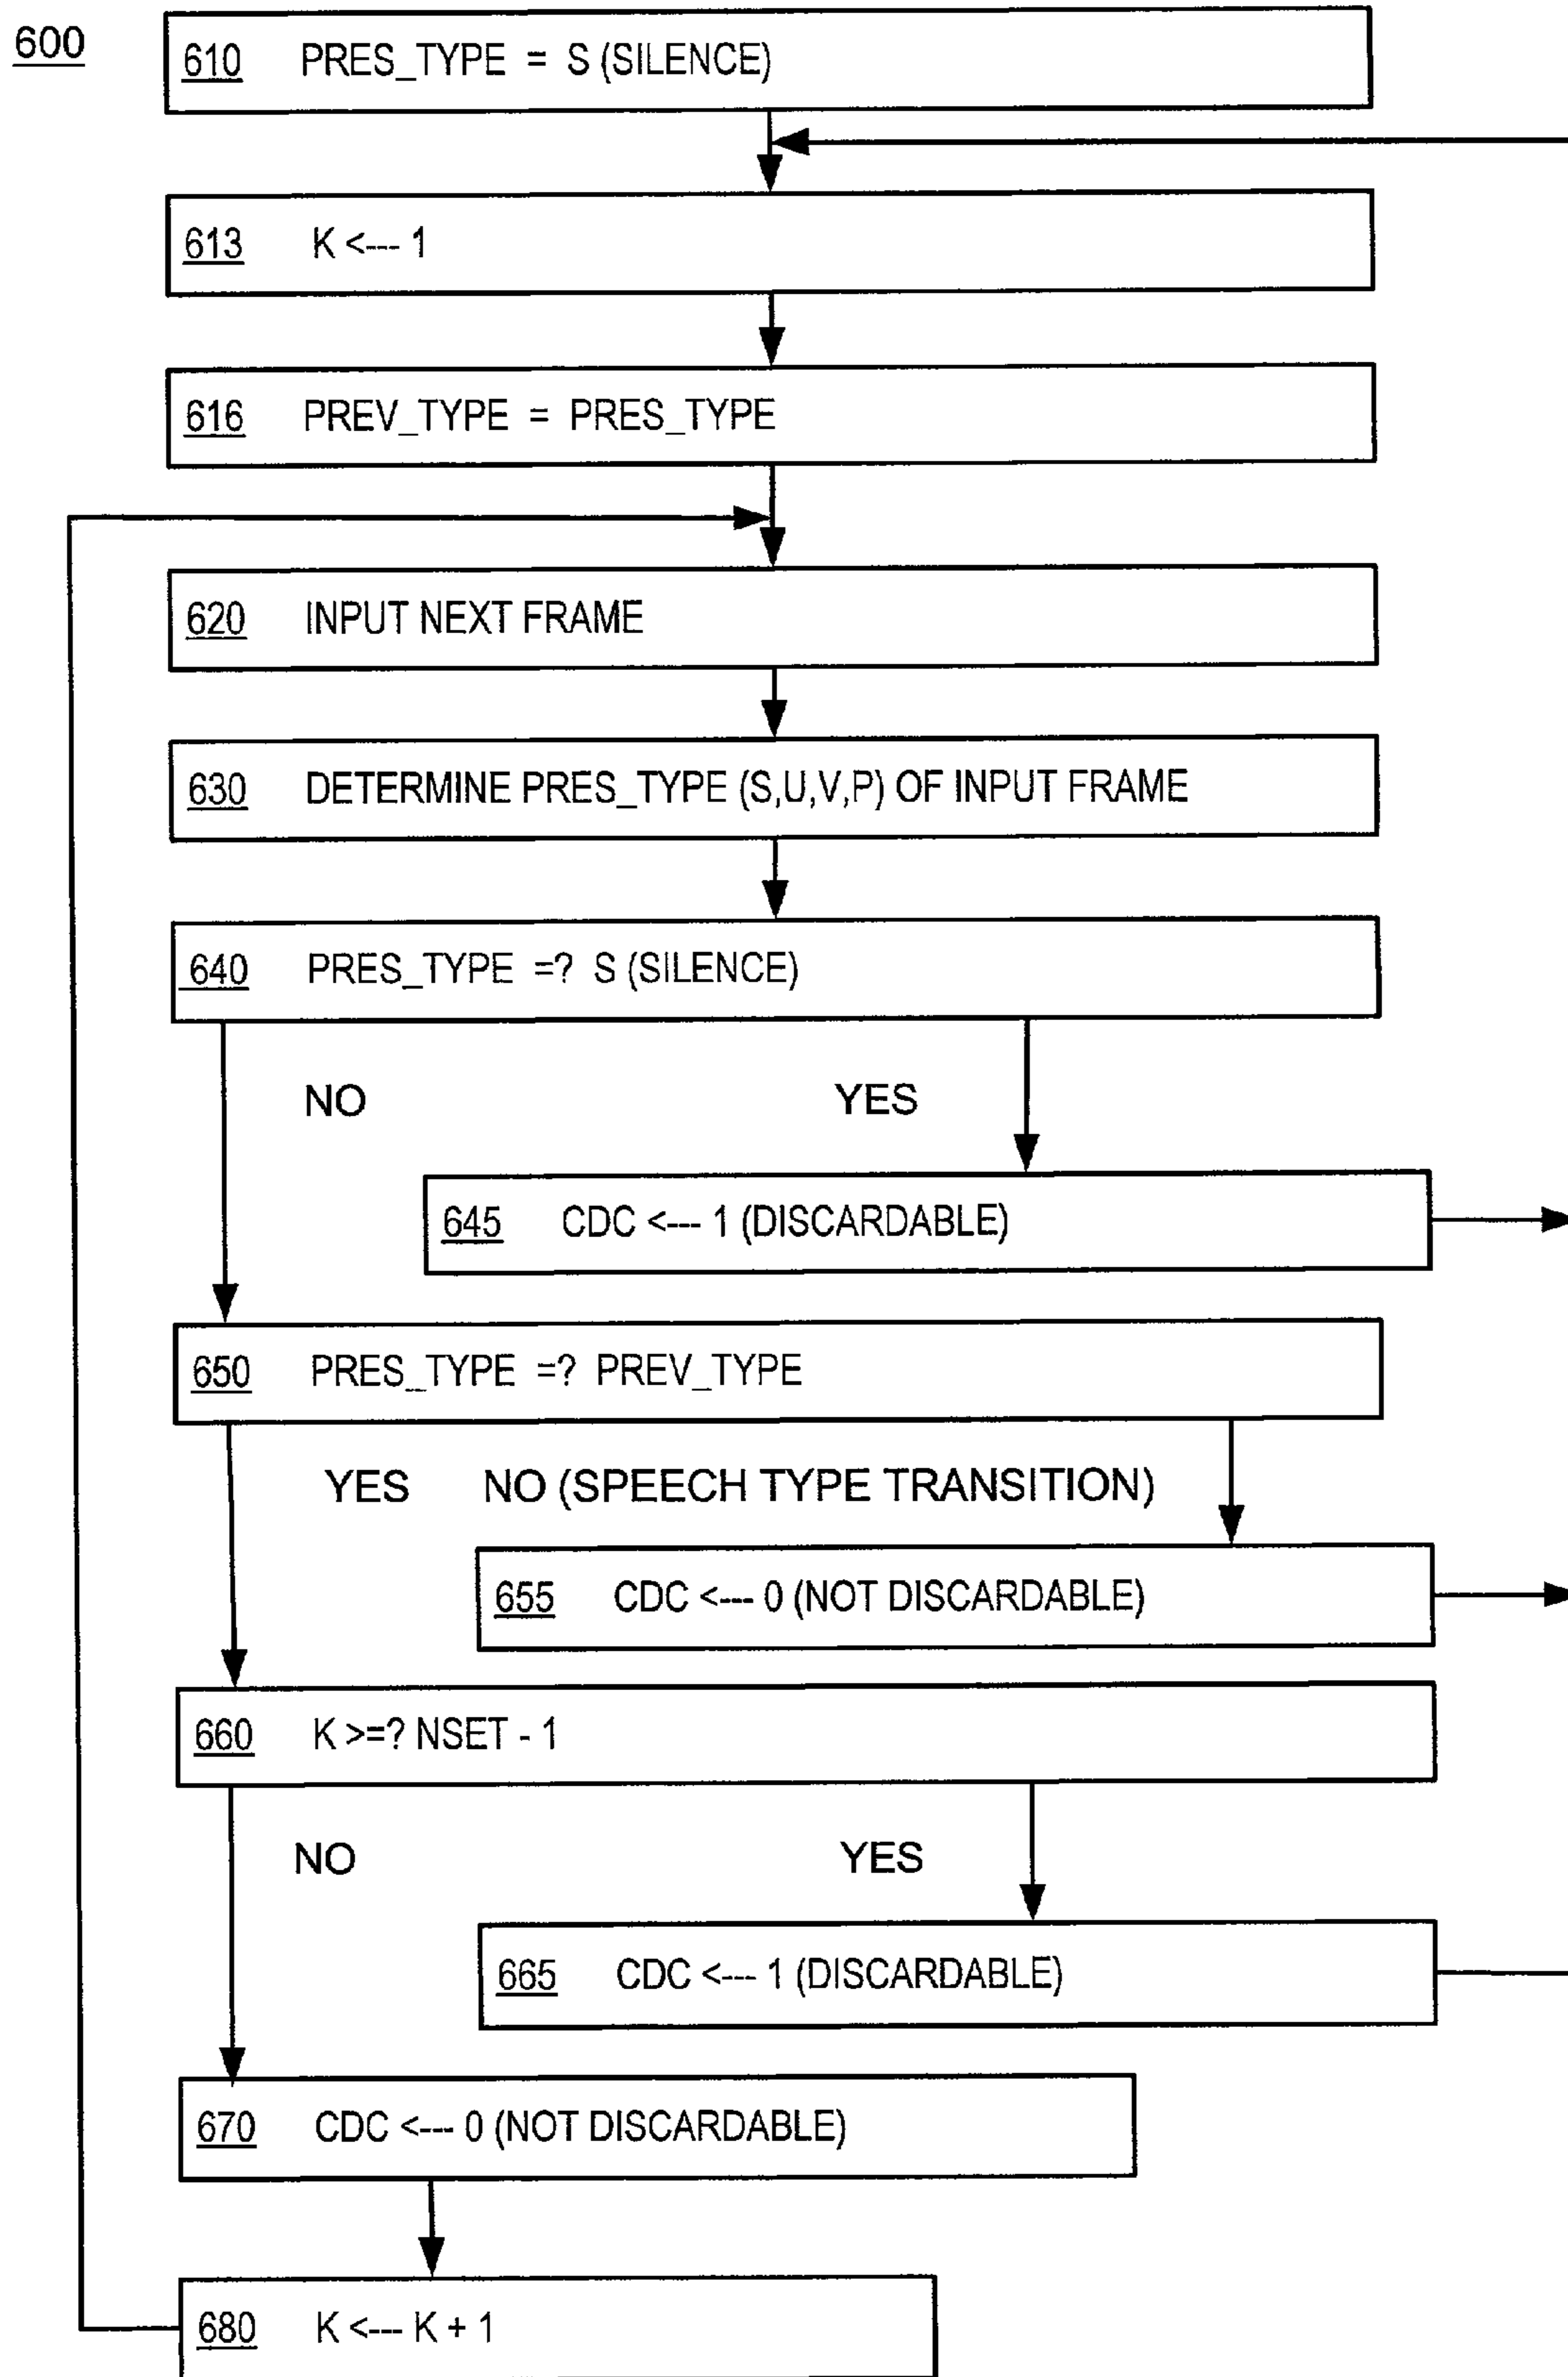 600
610 PRES_TYPE = S (SILENCE)
613 K <--- 1
616 PREV_TYPE = PRES_TYPE
620 INPUT NEXT FRAME
630 DETERMINE PRES_TYPE (S,U,V,P) OF INPUT FRAME
640 PRES_TYPE =? S (SILENCE)
NO YES
645 CDC <--- 1 (DISCARDABLE)
650 PRES_TYPE =? PREV_TYPE
YES NO (SPEECH TYPE TRANSITION)
655 CDC <--- 0 (NOT DISCARDABLE)
660 K >=? NSET - 1
NO YES
665 CDC <--- 1 (DISCARDABLE)
670 CDC <--- 0 (NOT DISCARDABLE)
680 K <--- K + 1